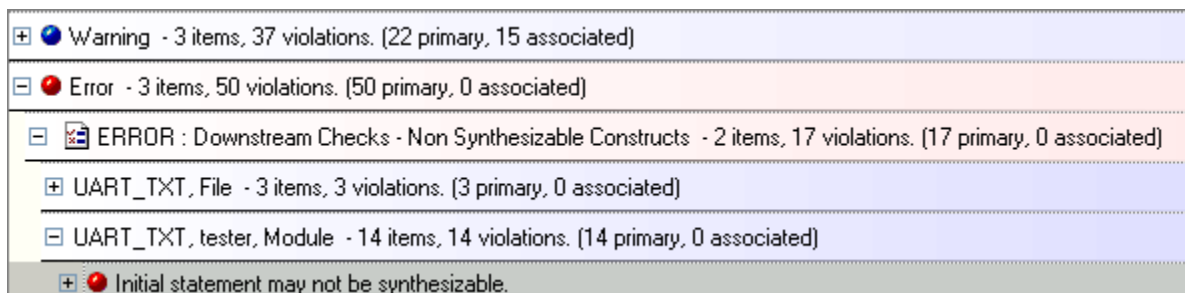 Warning - 3 items, 37 violations. (22 primary, 15 associated)
Error - 3 items, 50 violations. (50 primary, 0 associated)
ERROR : Downstream Checks - Non Synthesizable Constructs - 2 items, 17 violations. (17 primary, 0 associated)
UART_TXT, File - 3 items, 3 violations. (3 primary, 0 associated)
UART_TXT, tester, Module - 14 items, 14 violations. (14 primary, 0 associated)
Initial statement may not be synthesizable.